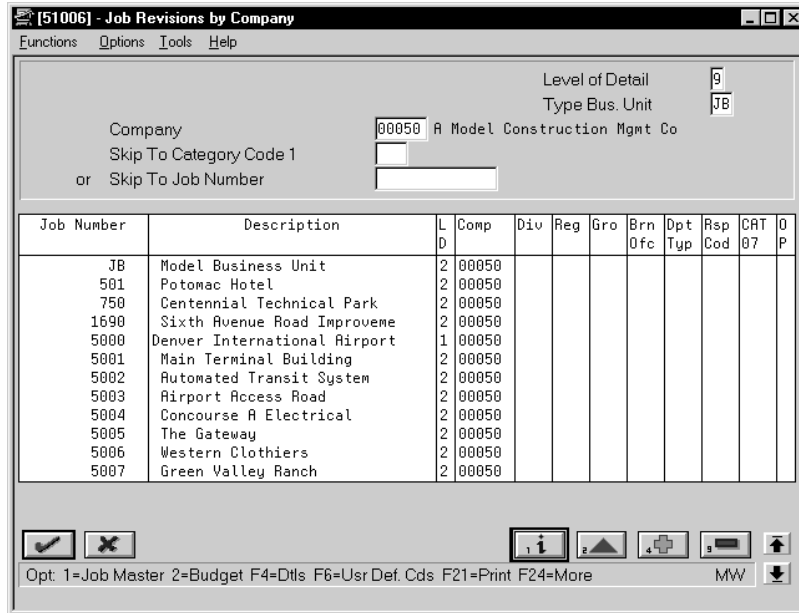 [51006] - Job Revisions by Company
Functions Options Tools Help
Level of Detail 9
Type Bus. Unit JB
Company 00050 A Model Construction Mgmt Co
Skip To Category Code 1
or Skip To Job Number
Job Number Description L D Comp Div Reg Gro Brn Ofc Dpt Typ Rsp Cod CAT 07 O P
JB Model Business Unit 2 00050
501 Potomac Hotel 2 00050
750 Centennial Technical Park 2 00050
1690 Sixth Avenue Road Improveme 2 00050
5000 Denver International Airport 1 00050
5001 Main Terminal Building 2 00050
5002 Automated Transit System 2 00050
5003 Airport Access Road 2 00050
5004 Concourse A Electrical 2 00050
5005 The Gateway 2 00050
5006 Western Clothiers 2 00050
5007 Green Valley Ranch 2 00050
1 i 2 4 9
Opt: 1=Job Master 2=Budget F4=Dtls F6=Usr Def. Cds F21=Print F24=More MW